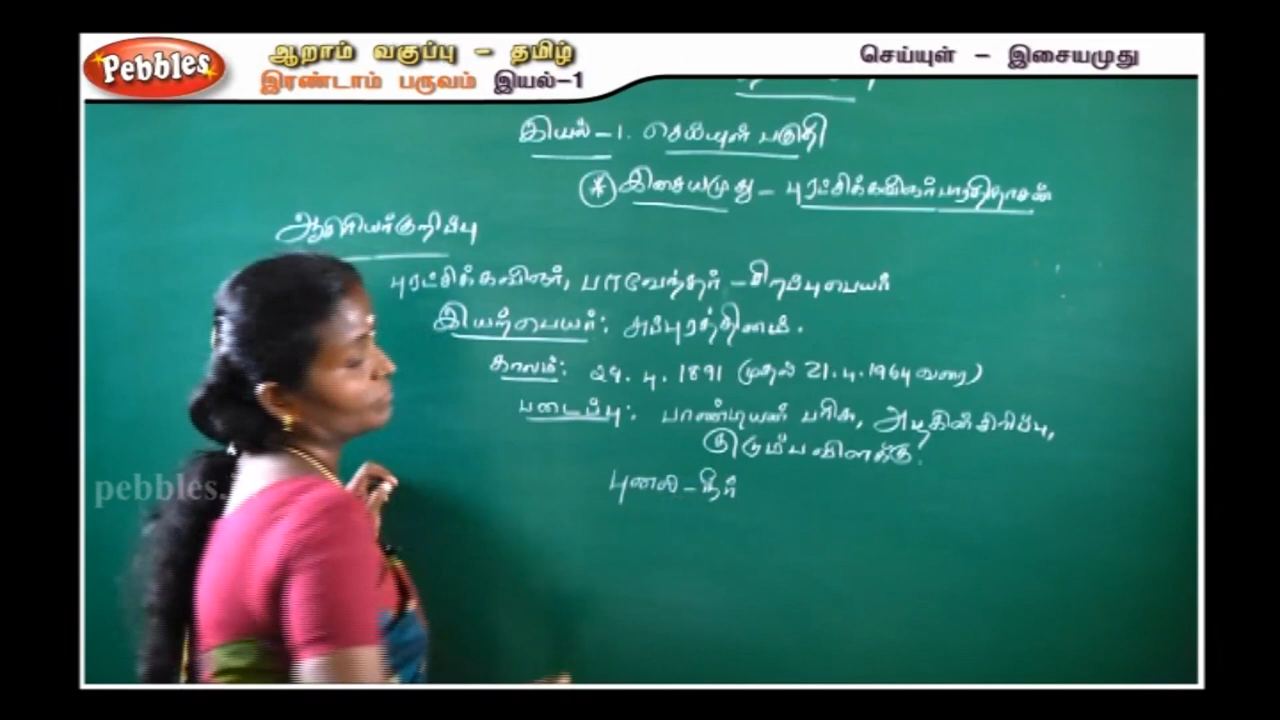 Pebbles
ஆறாம் வகுப்பு – தமிழ்
இரண்டாம் பருவம் இயல்-1
செய்யுள் – இசையமுது
இயல் – 1. செய்யுள் பகுதி
* இசையமுது – புரட்சிக்கவிஞர் பாரதிதாசன்
ஆசிரியர் குறிப்பு
புரட்சிக்கவிஞர், பாவேந்தர் – சிறப்புபெயர்
இயற்பெயர்: சுப்புரத்தினம்.
காலம்: 29. 4. 1891 முதல் 21. 4. 1964 வரை)
படைப்பு: பாண்டியன் பரிசு, அழகின் சிரிப்பு,
குடும்ப விளக்கு.
புனல் – நீர்
pebbles.